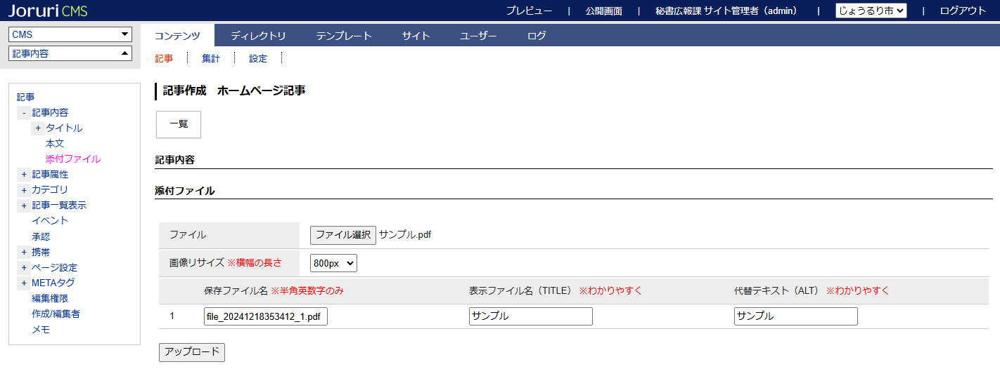 Joruri CMS プレビュー | 公開画面 | 秘書広報課 サイト管理者（admin） | じょうるり市 | ログアウト
CMS
記事内容
コンテンツ ディレクトリ テンプレート サイト ユーザー ログ
記事 集計 設定
記事
- 記事内容
+ タイトル
本文
添付ファイル
+ 記事属性
+ カテゴリ
+ 記事一覧表示
イベント
承認
+ 携帯
+ ページ設定
+ METAタグ
編集権限
作成/編集者
メモ
記事作成　ホームページ記事
一覧
記事内容
添付ファイル
ファイル ファイル選択 サンプル.pdf
画像リサイズ ※横幅の長さ 800px
保存ファイル名 ※半角英数字のみ 表示ファイル名（TITLE） ※わかりやすく 代替テキスト（ALT） ※わかりやすく
1 file_20241218353412_1.pdf サンプル サンプル
アップロード